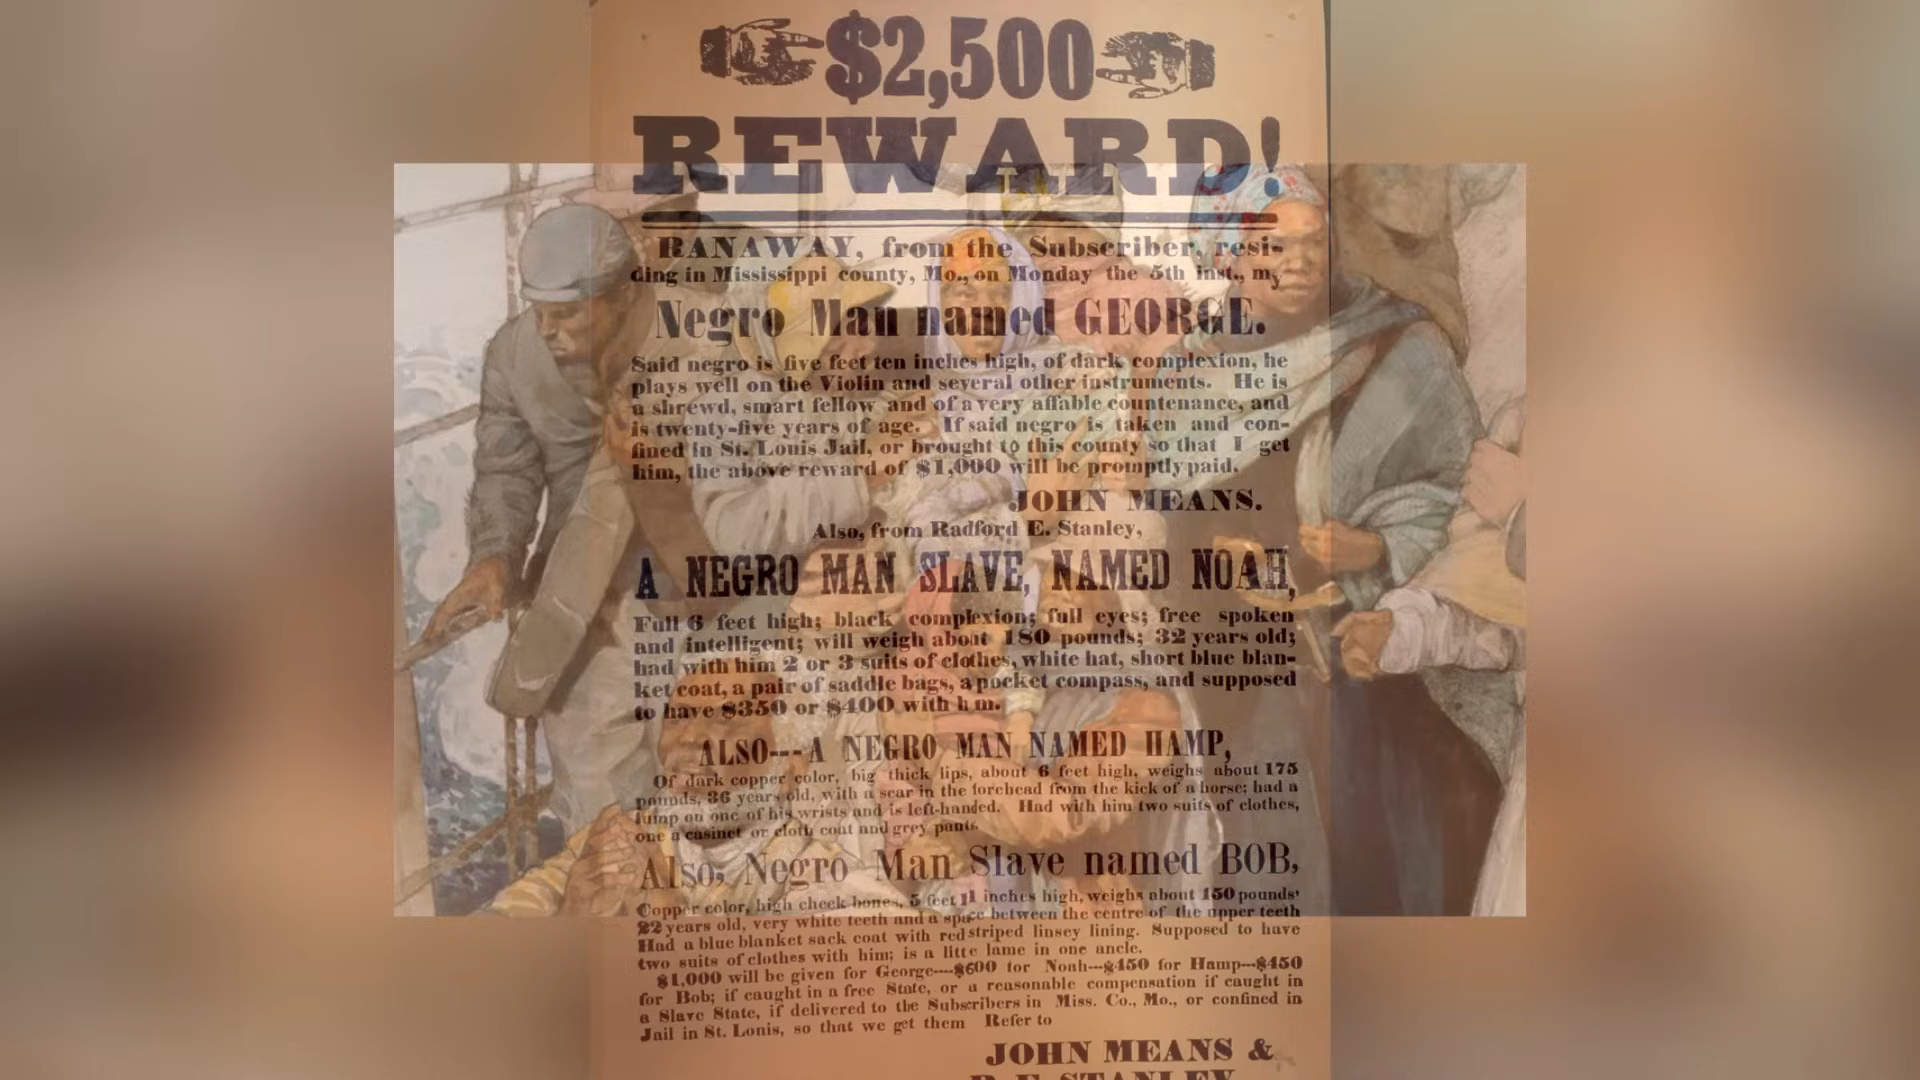 $2,500
REWARD!
RANAWAY, from the Subscriber, resi-
ding in Mississippi county, Mo., on Monday the 5th inst., my
Negro Man named GEORGE.
Said negro is five feet ten inches high, of dark complexion, he
plays well on the Violin and several other instruments. He is
a shrewd, smart fellow and of a very affable countenance, and
is twenty-five years of age. If said negro is taken and con-
fined in St. Louis Jail, or brought to this county so that I get
him, the above reward of $1,000 will be promptly paid.
JOHN MEANS.
Also, from Radford E. Stanley,
A NEGRO MAN SLAVE, NAMED NOAH,
Full 6 feet high; black complexion; full eyes; free spoken
and intelligent; will weigh about 180 pounds; 32 years old;
had with him 2 or 3 suits of clothes, white hat, short blue blan-
ket coat, a pair of saddle bags, a pocket compass, and supposed
to have $350 or $400 with h m.
ALSO---A NEGRO MAN NAMED HAMP,
Of dark copper color, big thick lips, about 6 feet high, weighs about 175
pounds, 36 years old, with a scar in the forehead from the kick of a horse; had a
lump on one of his wrists and is left-handed. Had with him two suits of clothes,
one a casinet or cloth coat and grey pants.
Also, Negro Man Slave named BOB,
Copper color, high cheek bones, 5 feet 11 inches high, weighs about 150 pounds,
22 years old, very white teeth and a space between the centre of the upper teeth
Had a blue blanket sack coat with red striped linsey lining. Supposed to have
two suits of clothes with him; is a litte lame in one ancle.
$1,000 will be given for George----$600 for Noah---$450 for Hamp---$450
for Bob; if caught in a free State, or a reasonable compensation if caught in
a Slave State, if delivered to the Subscribers in Miss. Co., Mo., or confined in
Jail in St. Louis, so that we get them Refer to
JOHN MEANS &
R. E. STANLEY